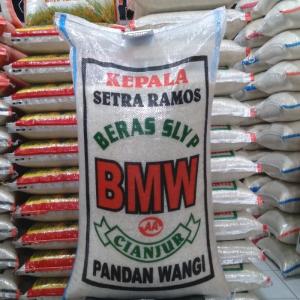 KEPALA
SETRA RAMOS
BERAS SLYP
BMW
AA
CIANJUR
PANDAN WANGI